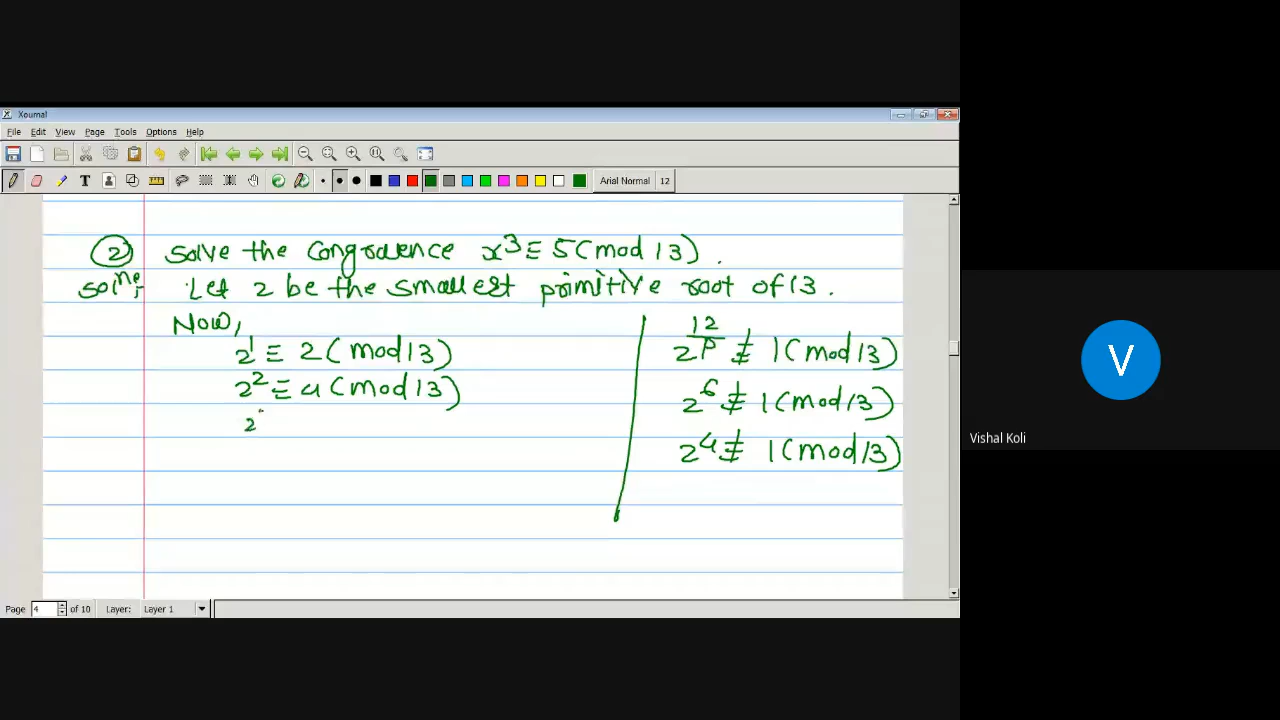 Xournal
File Edit View Page Tools Options Help
Arial Normal 12
② Solve the Congruence x³ ≡ 5 (mod 13).
Solⁿᵉ:- Let 2 be the smallest primitive root of 13.
Now,
2¹ ≡ 2 (mod 13)
2² ≡ 4 (mod 13)
2
2^(12/p) ≢ 1 (mod 13)
2⁶ ≢ 1 (mod 13)
2⁴ ≢ 1 (mod 13)
V
Vishal Koli
Page 4 of 10 Layer: Layer 1